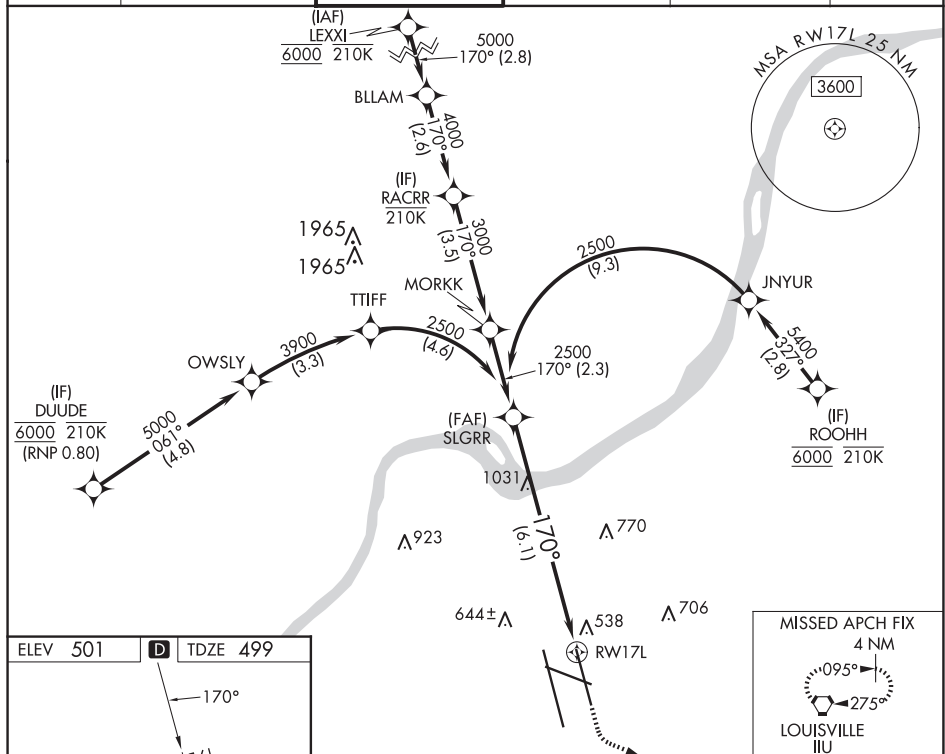 (IAF)
LEXXI
6000 210K
5000
170° (2.8)
MSA RW17L 25 NM
3600
BLLAM
4000
170°
(2.6)
(IF)
RACRR
210K
3000
170°
(3.5)
1965
1965
MORKK
2500
(9.3)
JNYUR
TTIFF
2500
(4.6)
3900
(3.3)
OWSLY
2500
170° (2.3)
5400
327°
(2.8)
(IF)
DUUDE
6000 210K
(RNP 0.80)
5000
061°
(4.8)
(FAF)
SLGRR
(IF)
ROOHH
6000 210K
1031
170°
(6.1)
923
770
644±
538
706
RW17L
ELEV 501
D
TDZE 499
170°
MISSED APCH FIX
4 NM
095°
275°
LOUISVILLE
IIU